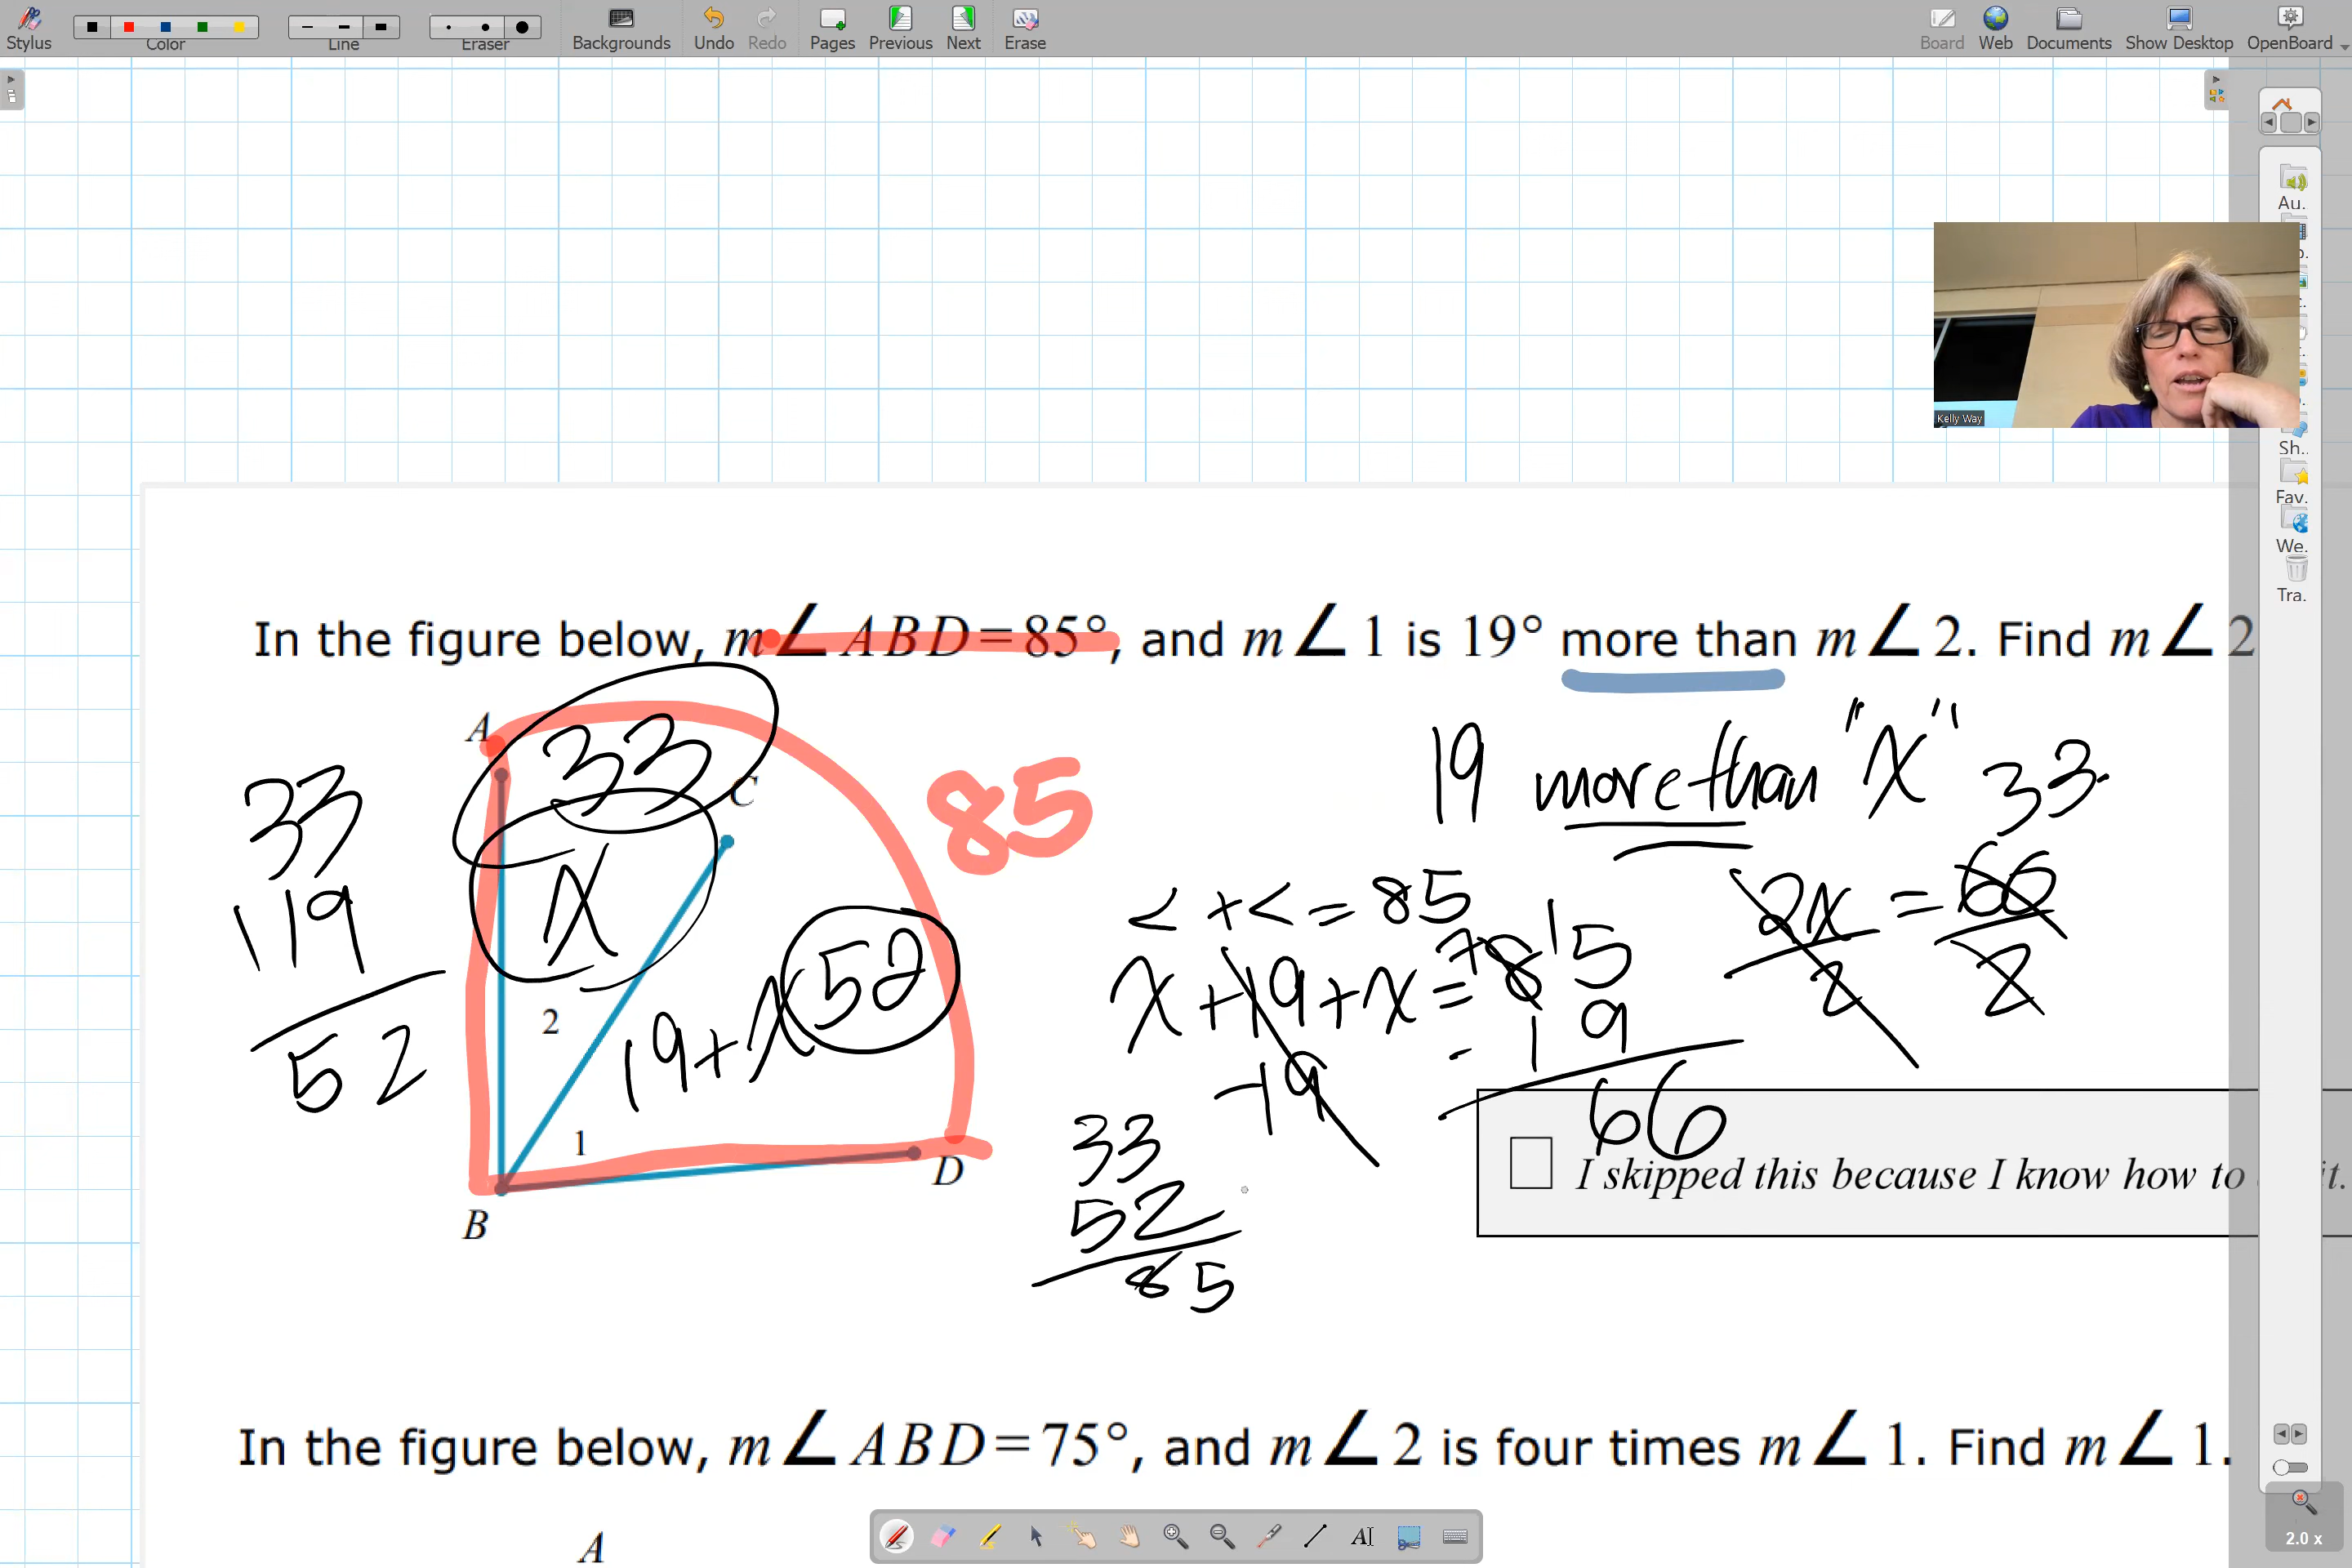 Stylus Color Line Eraser Backgrounds Undo Redo Pages Previous Next Erase Board Web Documents Show Desktop OpenBoard
Au.
Kelly Way
Sh..
Fav.
We.
Tra.
In the figure below, m∠ABD=85°, and m∠1 is 19° more than m∠2. Find m∠2
A
33
C
85
19 more than "x" 33
33
119
52
x
2
19+x 52
1
B
D
< + < = 85
x + 19 + x = 78 15
-19 - 19
66
2x = 66
2 2
33
52
85
I skipped this because I know how to it.
In the figure below, m∠ABD=75°, and m∠2 is four times m∠1. Find m∠1.
A
2.0 x